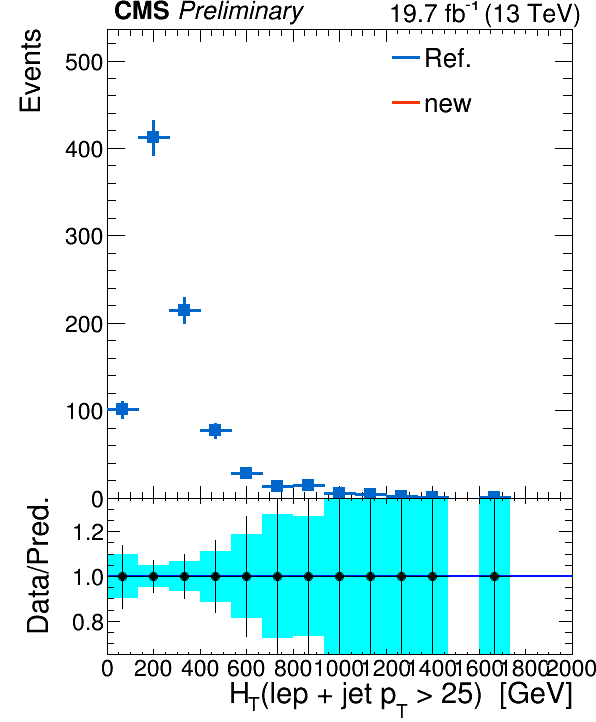 CMS Preliminary 19.7 fb⁻¹ (13 TeV)
Events
500
400
300
200
100
0
Ref.
new
Data/Pred.
1.2
1.0
0.8
0 200 400 600 800 1000 1200 1400 1600 1800 2000
H_T(lep + jet p_T > 25) [GeV]